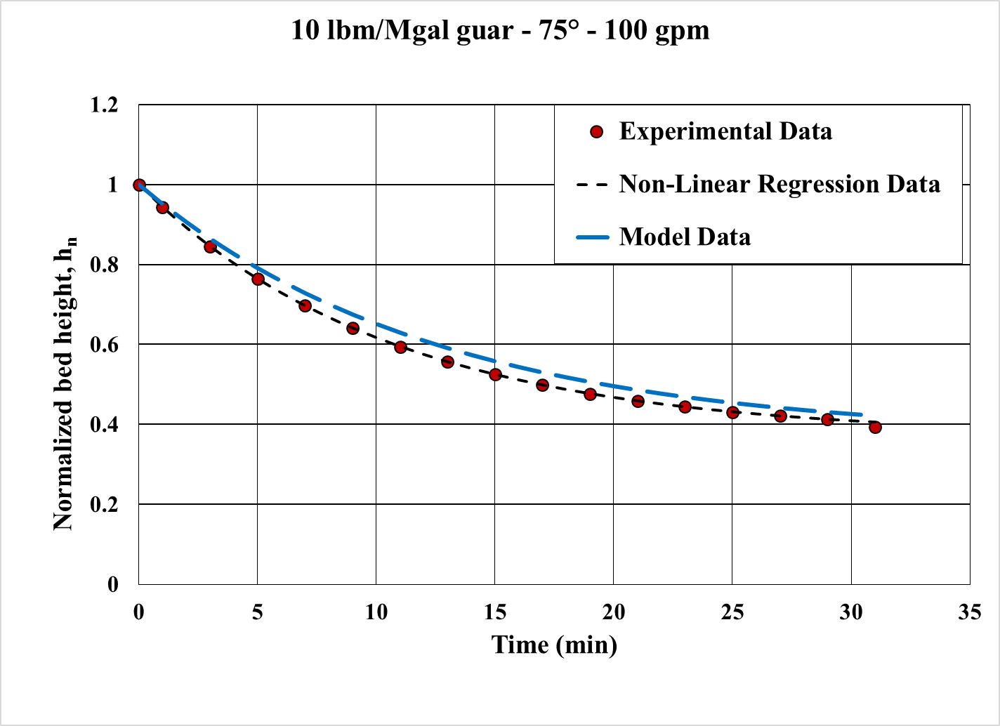 10 lbm/Mgal guar - 75° - 100 gpm
Experimental Data
Non-Linear Regression Data
Model Data
Normalized bed height, hn
1.2
1
0.8
0.6
0.4
0.2
0
0 5 10 15 20 25 30 35
Time (min)